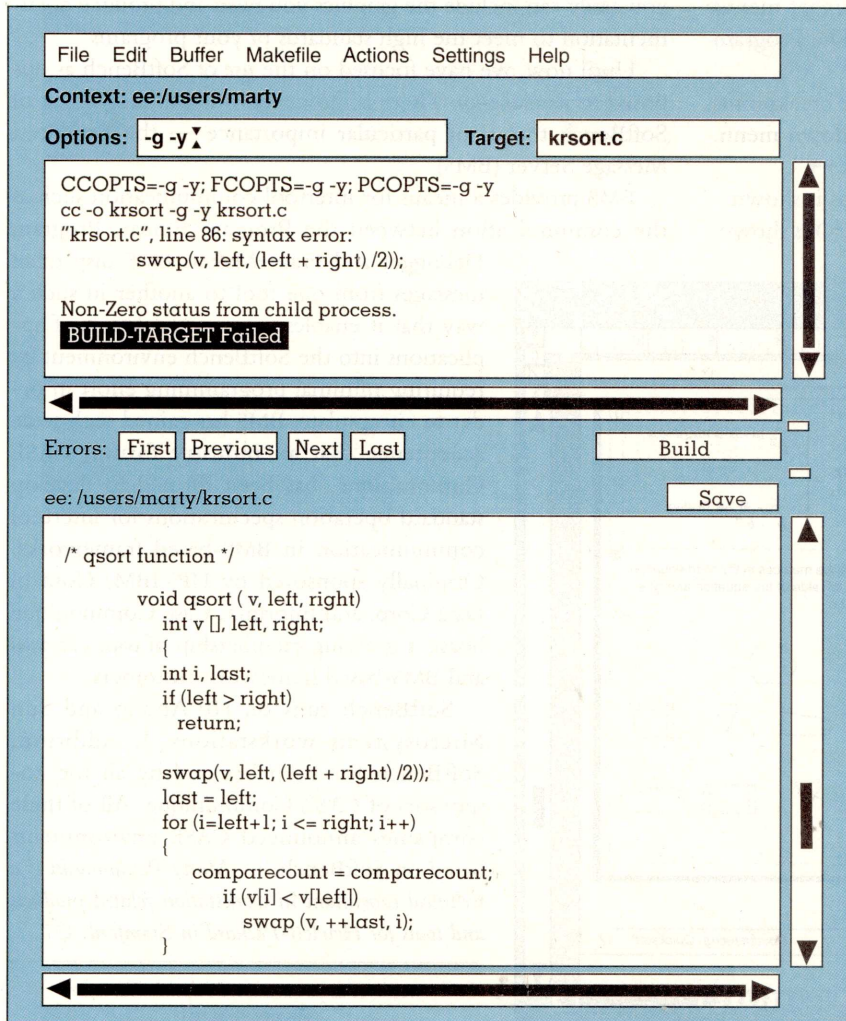 File Edit Buffer Makefile Actions Settings Help
Context: ee:/users/marty
Options: -g -y Target: krsort.c
CCOPTS=-g -y; FCOPTS=-g -y; PCOPTS=-g -y
cc -o krsort -g -y krsort.c
"krsort.c", line 86: syntax error:
swap(v, left, (left + right) /2));
Non-Zero status from child process.
BUILD-TARGET Failed
Errors: First Previous Next Last Build
ee: /users/marty/krsort.c Save
/* qsort function */
void qsort ( v, left, right)
int v [], left, right;
{
int i, last;
if (left > right)
return;
swap(v, left, (left + right) /2));
last = left;
for (i=left+1; i <= right; i++)
{
comparecount = comparecount;
if (v[i] < v[left])
swap (v, ++last, i);
}